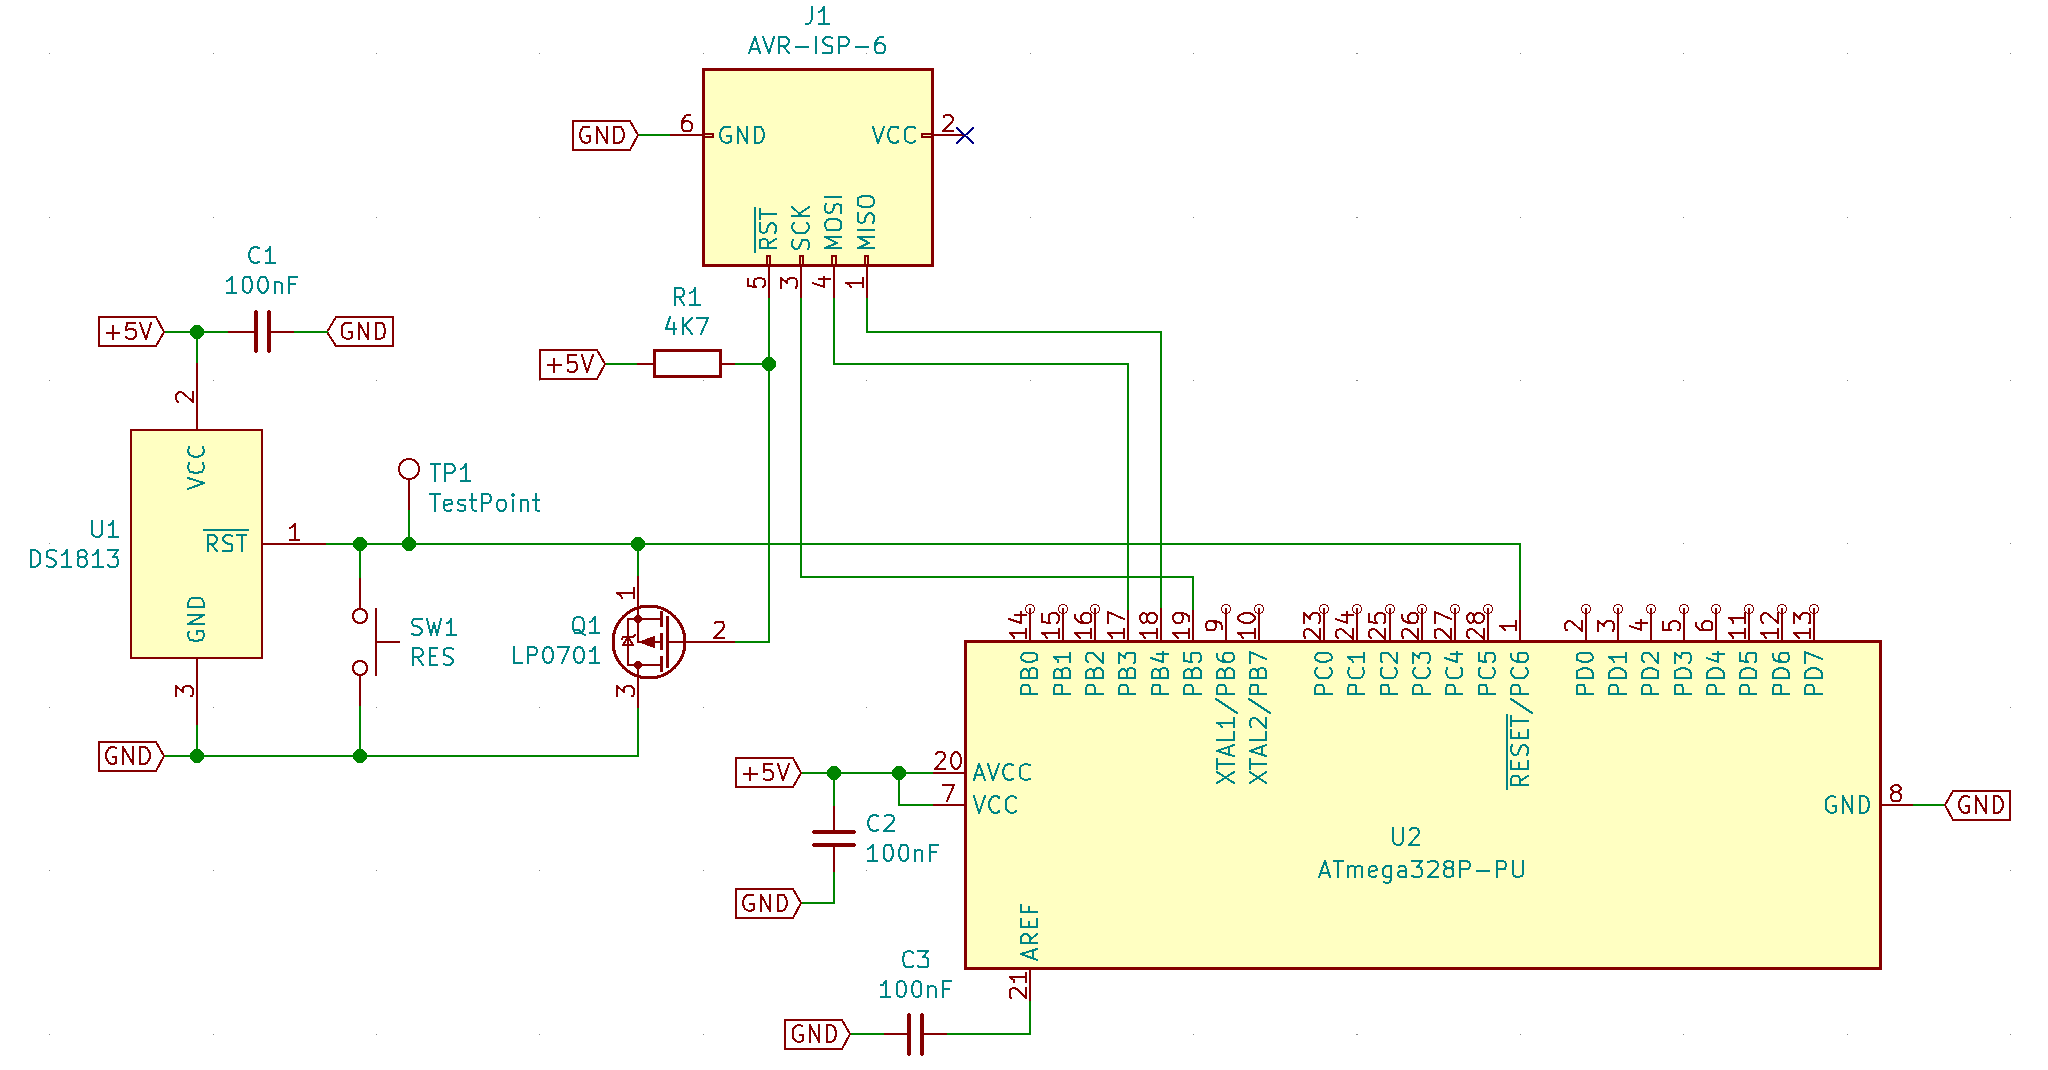 J1
AVR-ISP-6
GND
6
GND
VCC
2
RST
SCK
MOSI
MISO
5
3
4
1
C1
100nF
+5V
GND
R1
4K7
+5V
2
VCC
U1
DS1813
RST
1
GND
3
GND
TP1
TestPoint
SW1
RES
Q1
LP0701
1
2
3
14
15
16
17
18
19
9
10
23
24
25
26
27
28
1
2
3
4
5
6
11
12
13
PB0
PB1
PB2
PB3
PB4
PB5
XTAL1/PB6
XTAL2/PB7
PC0
PC1
PC2
PC3
PC4
PC5
RESET/PC6
PD0
PD1
PD2
PD3
PD4
PD5
PD6
PD7
+5V
20
AVCC
7
VCC
C2
100nF
GND
GND
8
GND
U2
ATmega328P-PU
AREF
21
C3
100nF
GND